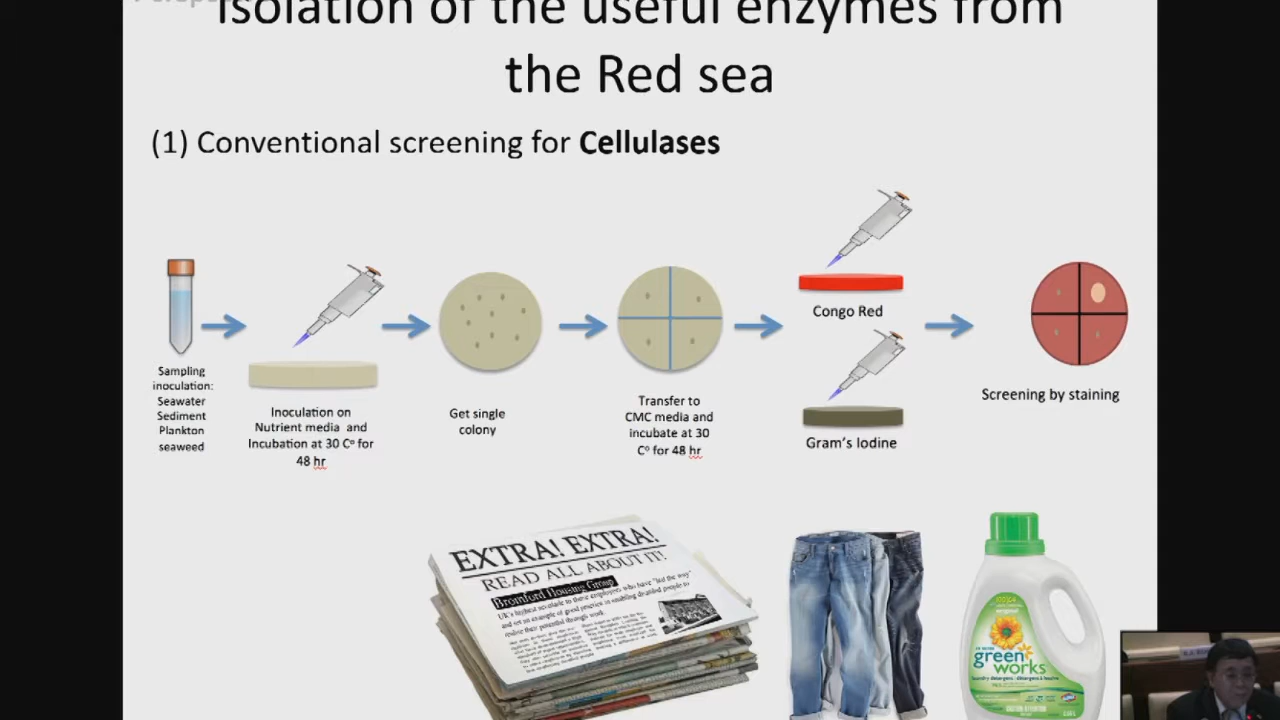 Isolation of the useful enzymes from
the Red sea
(1) Conventional screening for Cellulases
Sampling
inoculation:
Seawater
Sediment
Plankton
seaweed
Inoculation on
Nutrient media and
Incubation at 30 C° for
48 hr
Get single
colony
Transfer to
CMC media and
incubate at 30
C° for 48 hr
Congo Red
Gram's Iodine
Screening by staining
EXTRA! EXTRA!
READ ALL ABOUT IT!
Bromford Housing Group
green
works